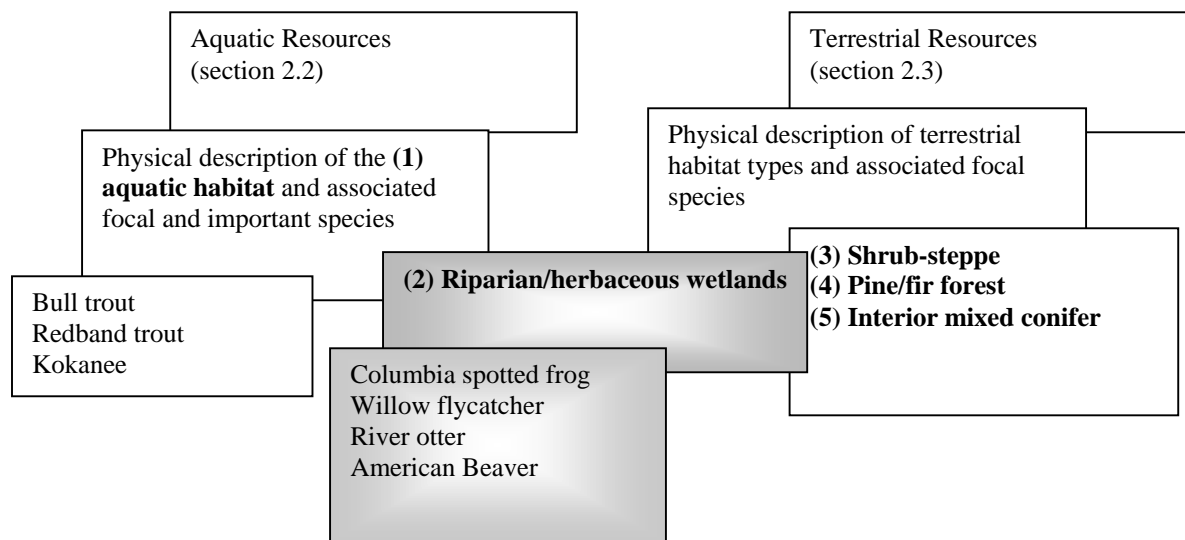 Aquatic Resources
(section 2.2)
Terrestrial Resources
(section 2.3)
Physical description of the (1)
aquatic habitat and associated
focal and important species
Physical description of terrestrial
habitat types and associated focal
species
(2) Riparian/herbaceous wetlands
(3) Shrub-steppe
(4) Pine/fir forest
(5) Interior mixed conifer
Bull trout
Redband trout
Kokanee
Columbia spotted frog
Willow flycatcher
River otter
American Beaver